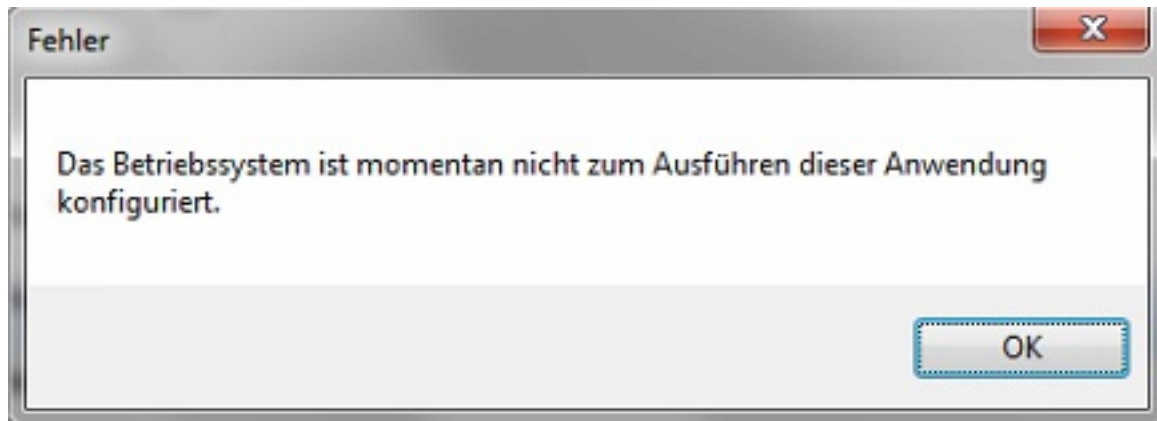 Fehler
Das Betriebssystem ist momentan nicht zum Ausführen dieser Anwendung
konfiguriert.
OK